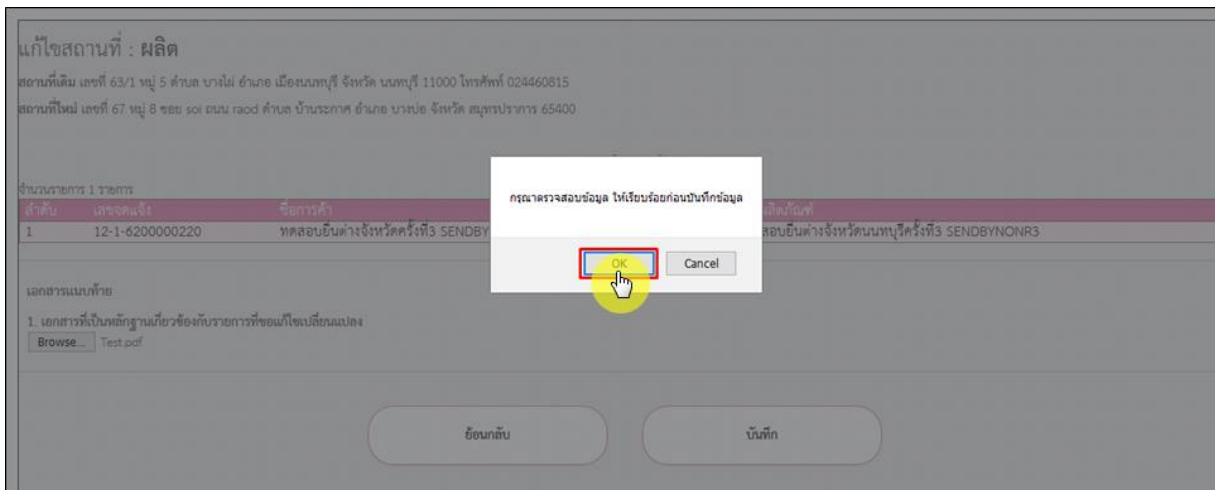 แก้ไขสถานที่ : ผลิต
สถานที่เดิม เลขที่ 63/1 หมู่ 5 ตำบล บางไผ่ อำเภอ เมืองนนทบุรี จังหวัด นนทบุรี 11000 โทรศัพท์ 024460815
สถานที่ใหม่ เลขที่ 67 หมู่ 8 ซอย soi ถนน raod ตำบล บ้านระกาศ อำเภอ บางบ่อ จังหวัด สมุทรปราการ 65400
จำนวนรายการ 1 รายการ
ลำดับ เลขจดแจ้ง ชื่อการค้า ผลิตภัณฑ์
1 12-1-6200000220 ทดสอบยื่นต่างจังหวัดครั้งที่3 SENDBY สอบยื่นต่างจังหวัดนนทบุรีครั้งที่3 SENDBYNONR3
กรุณาตรวจสอบข้อมูล ให้เรียบร้อยก่อนบันทึกข้อมูล
OK Cancel
เอกสารแนบท้าย
1. เอกสารที่เป็นหลักฐานเกี่ยวข้องกับรายการที่ขอแก้ไขเปลี่ยนแปลง
Browse... Test.pdf
ย้อนกลับ บันทึก